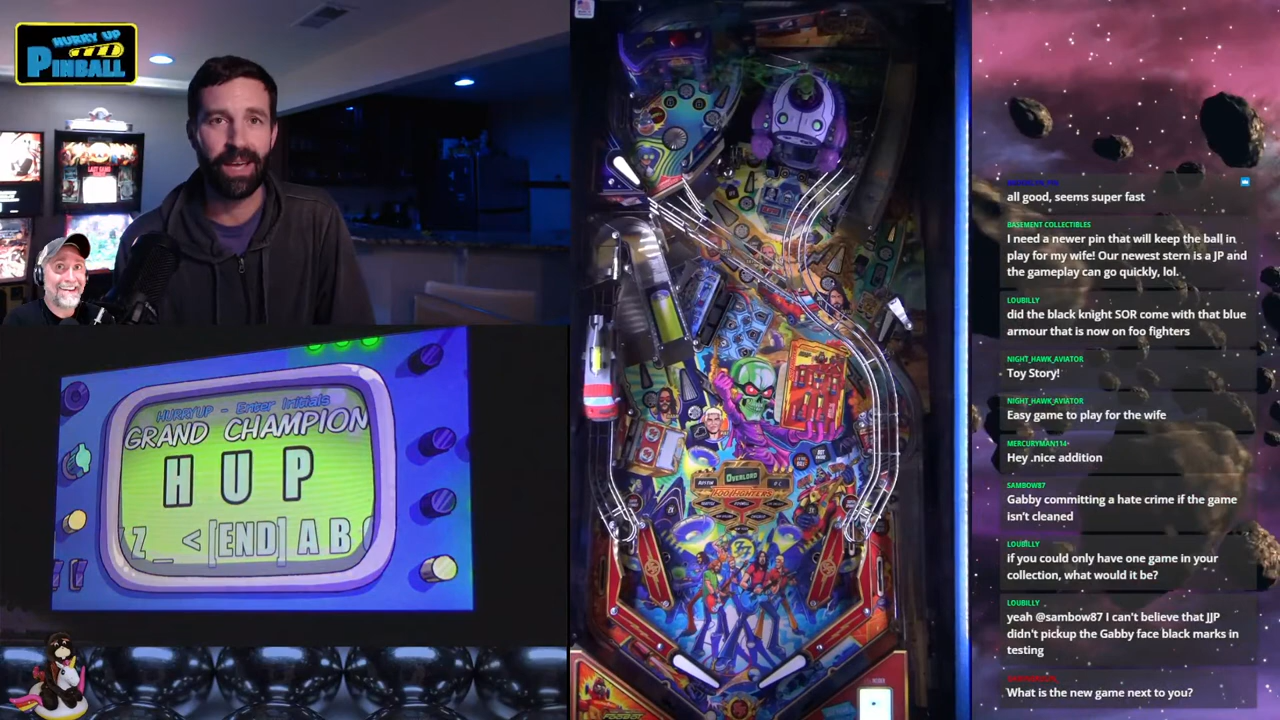 HURRY UP
PINBALL
HURRYUP - Enter Initials
GRAND CHAMPION
H U P
Z _ < [END] A B
OVERLORD
FOO FIGHTERS
all good, seems super fast
BASEMENT COLLECTIBLES
I need a newer pin that will keep the ball in
play for my wife! Our newest stern is a JP and
the gameplay can go quickly, lol.
LOUBILLY
did the black knight SOR come with that blue
armour that is now on foo fighters
NIGHT_HAWK_AVIATOR
Toy Story!
NIGHT_HAWK_AVIATOR
Easy game to play for the wife
MERCURYMAN114
Hey .nice addition
SAMBOW87
Gabby committing a hate crime if the game
isn't cleaned
LOUBILLY
if you could only have one game in your
collection, what would it be?
LOUBILLY
yeah @sambow87 I can't believe that JJP
didn't pickup the Gabby face black marks in
testing
What is the new game next to you?